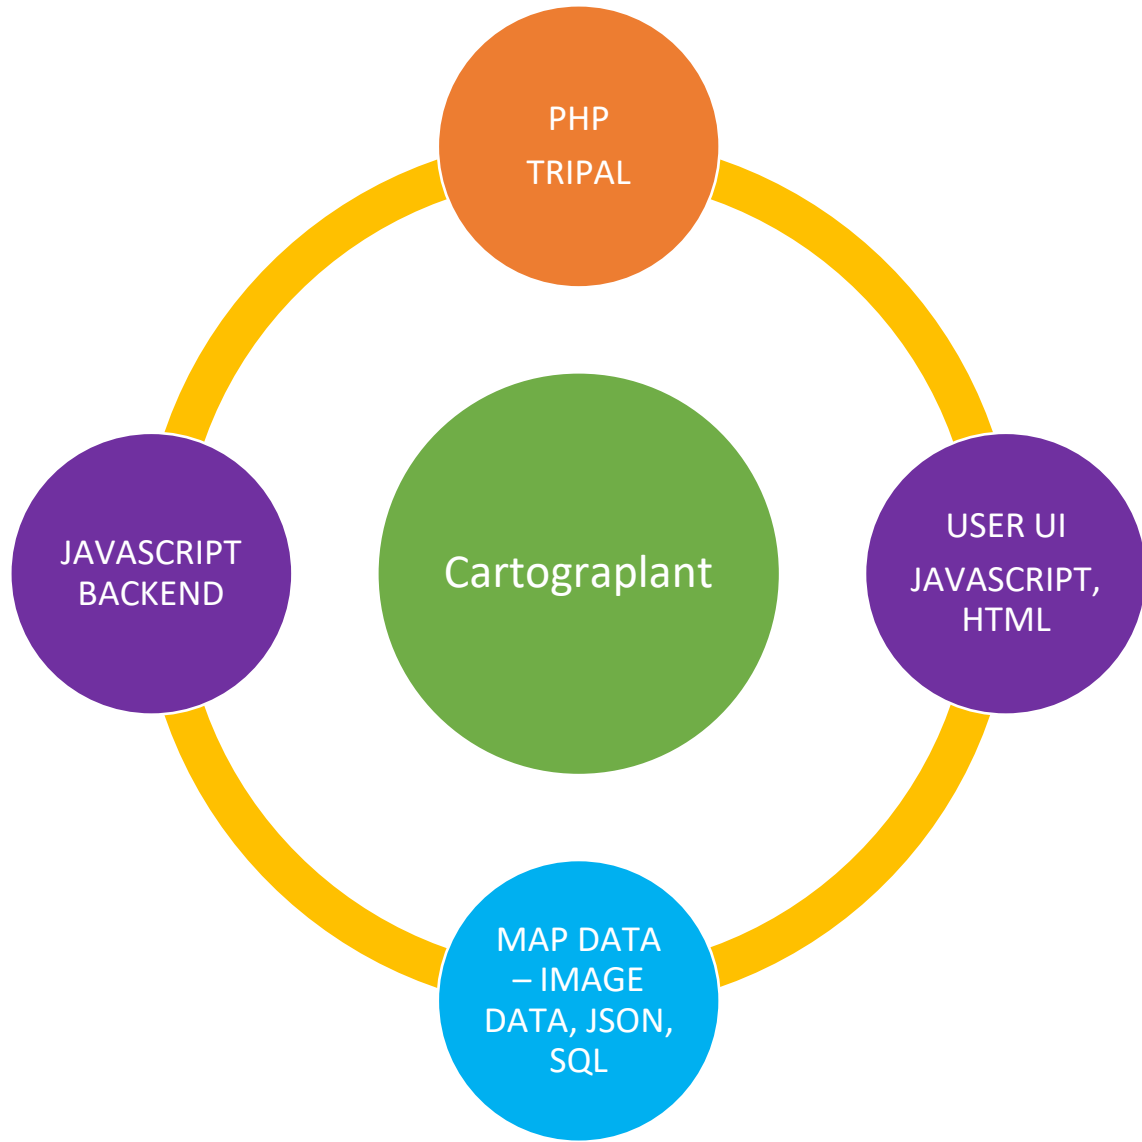 PHP
TRIPAL
JAVASCRIPT
BACKEND
Cartograplant
USER UI
JAVASCRIPT,
HTML
MAP DATA
– IMAGE
DATA, JSON,
SQL